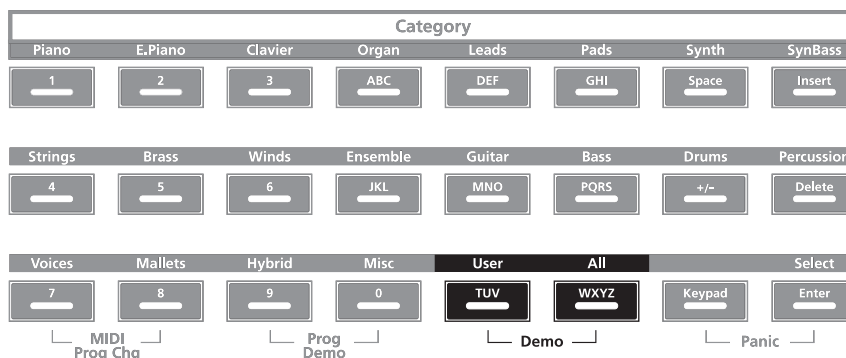 Category
Piano E.Piano Clavier Organ Leads Pads Synth SynBass
1 2 3 ABC DEF GHI Space Insert
Strings Brass Winds Ensemble Guitar Bass Drums Percussion
4 5 6 JKL MNO PQRS +/- Delete
Voices Mallets Hybrid Misc User All Select
7 8 9 0 TUV WXYZ Keypad Enter
MIDI Prog Demo Panic
Prog Chg Demo